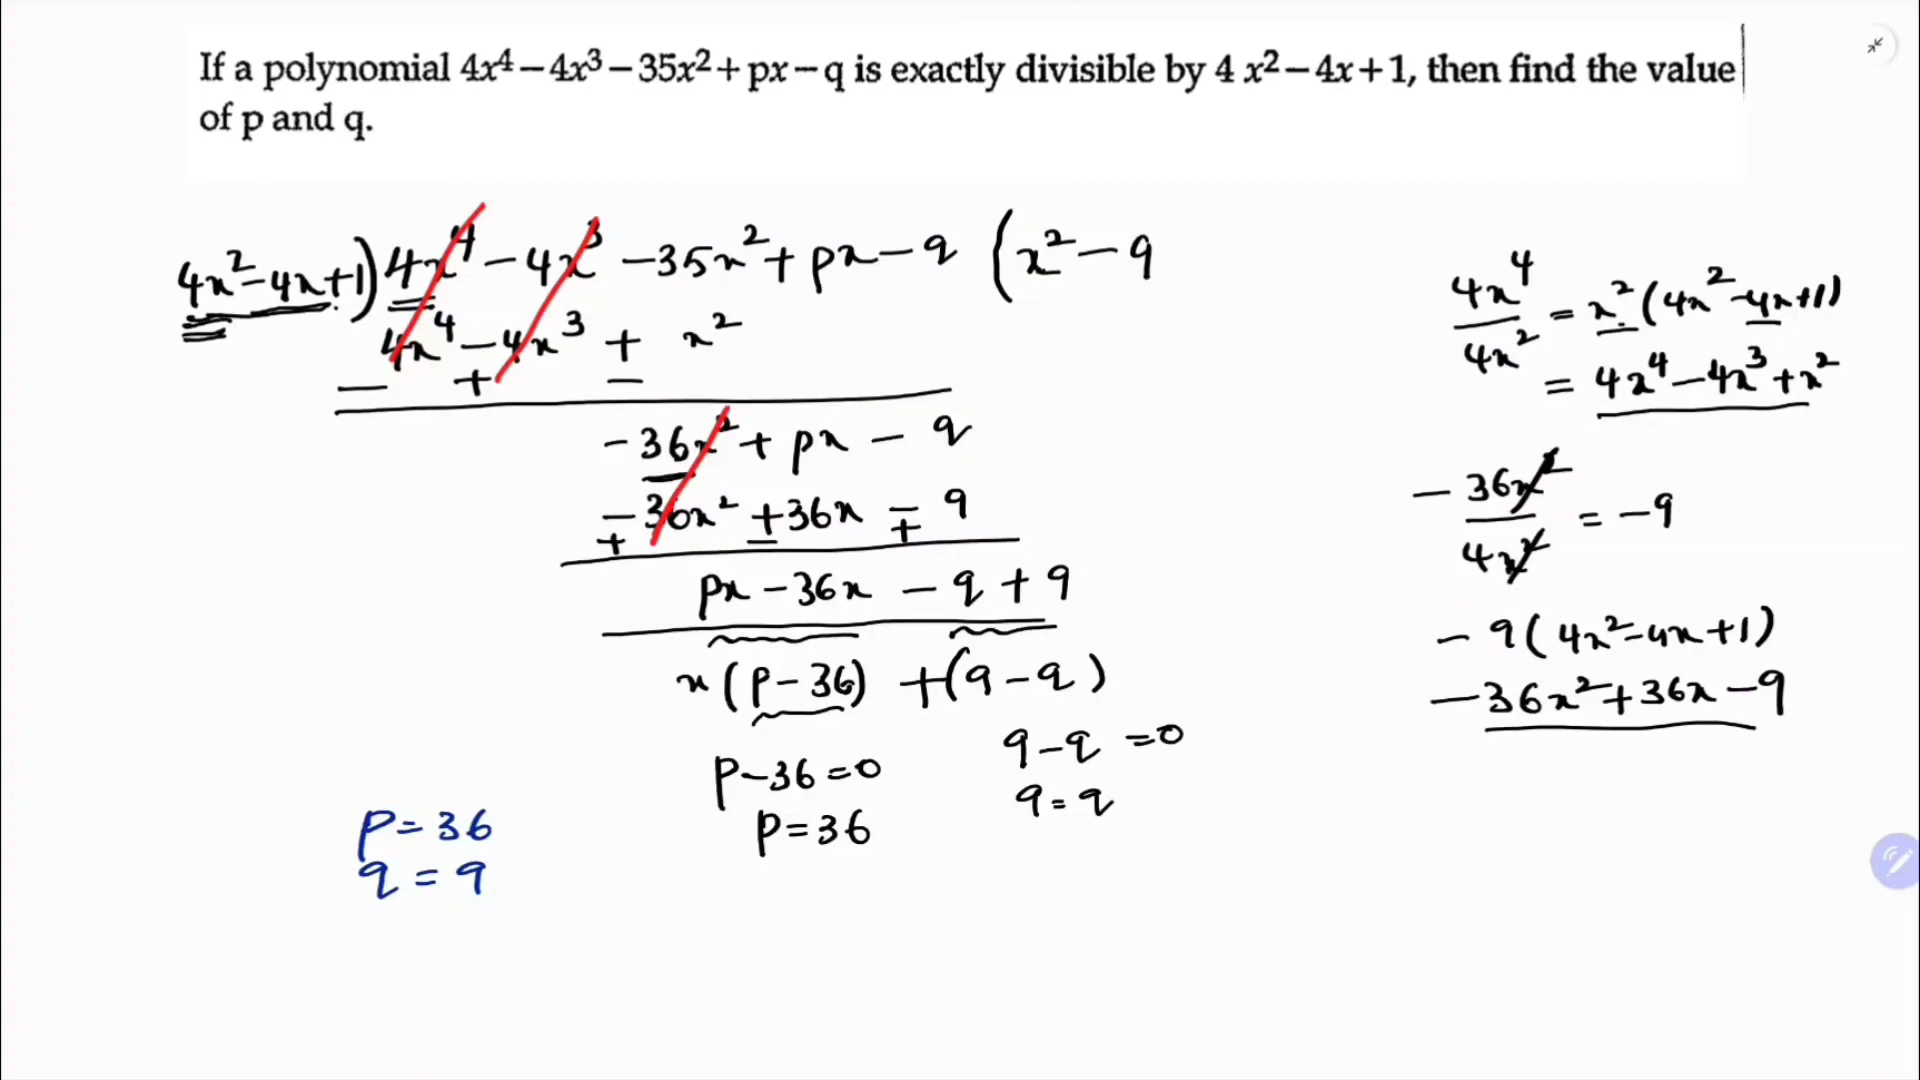 If a polynomial 4x⁴ – 4x³ – 35x² + px – q is exactly divisible by 4 x² – 4x + 1, then find the value
of p and q.
4x²-4x+1) 4x⁴ - 4x³ - 35x² + px - q ( x² - 9
4x⁴ - 4x³ + x²
- + -
-36x² + px - q
-36x² + 36x - 9
+ - +
px - 36x - q + 9
x(p-36) + (9-q)
p-36=0
p=36
9-q=0
9=q
p=36
q=9
4x⁴/4x² = x²(4x²-4x+1)
= 4x⁴-4x³+x²
- 36x²/4x² = -9
-9(4x²-4x+1)
-36x²+36x-9